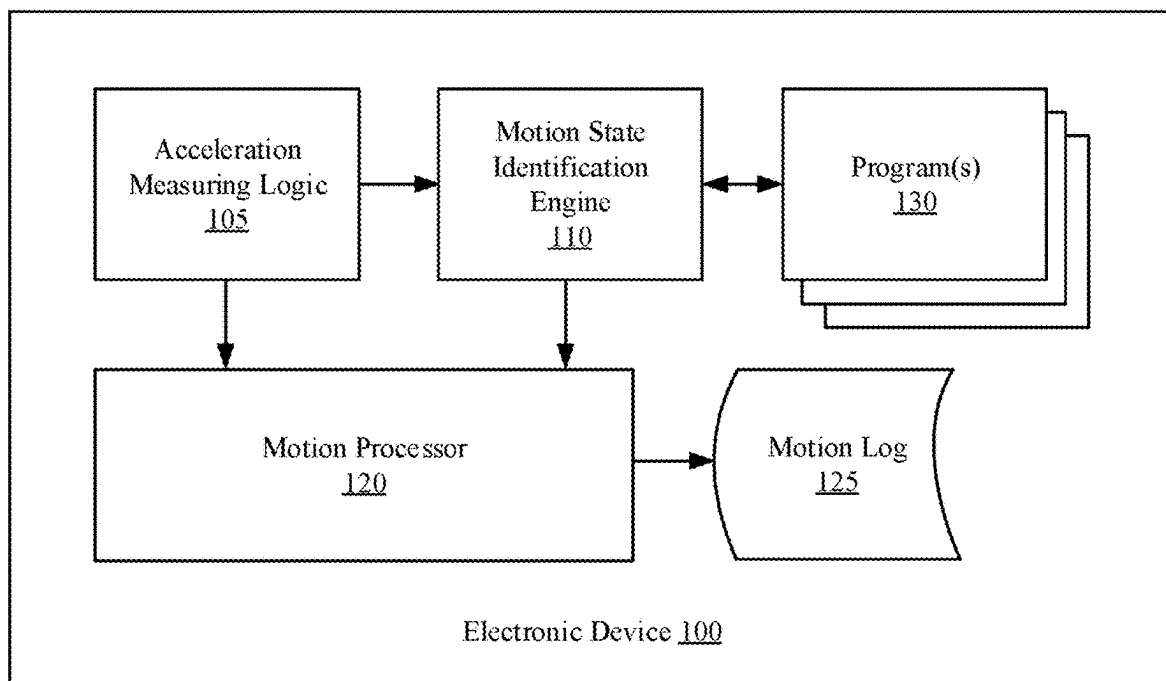 Acceleration
Measuring Logic
105
Motion State
Identification
Engine
110
Program(s)
130
Motion Processor
120
Motion Log
125
Electronic Device 100